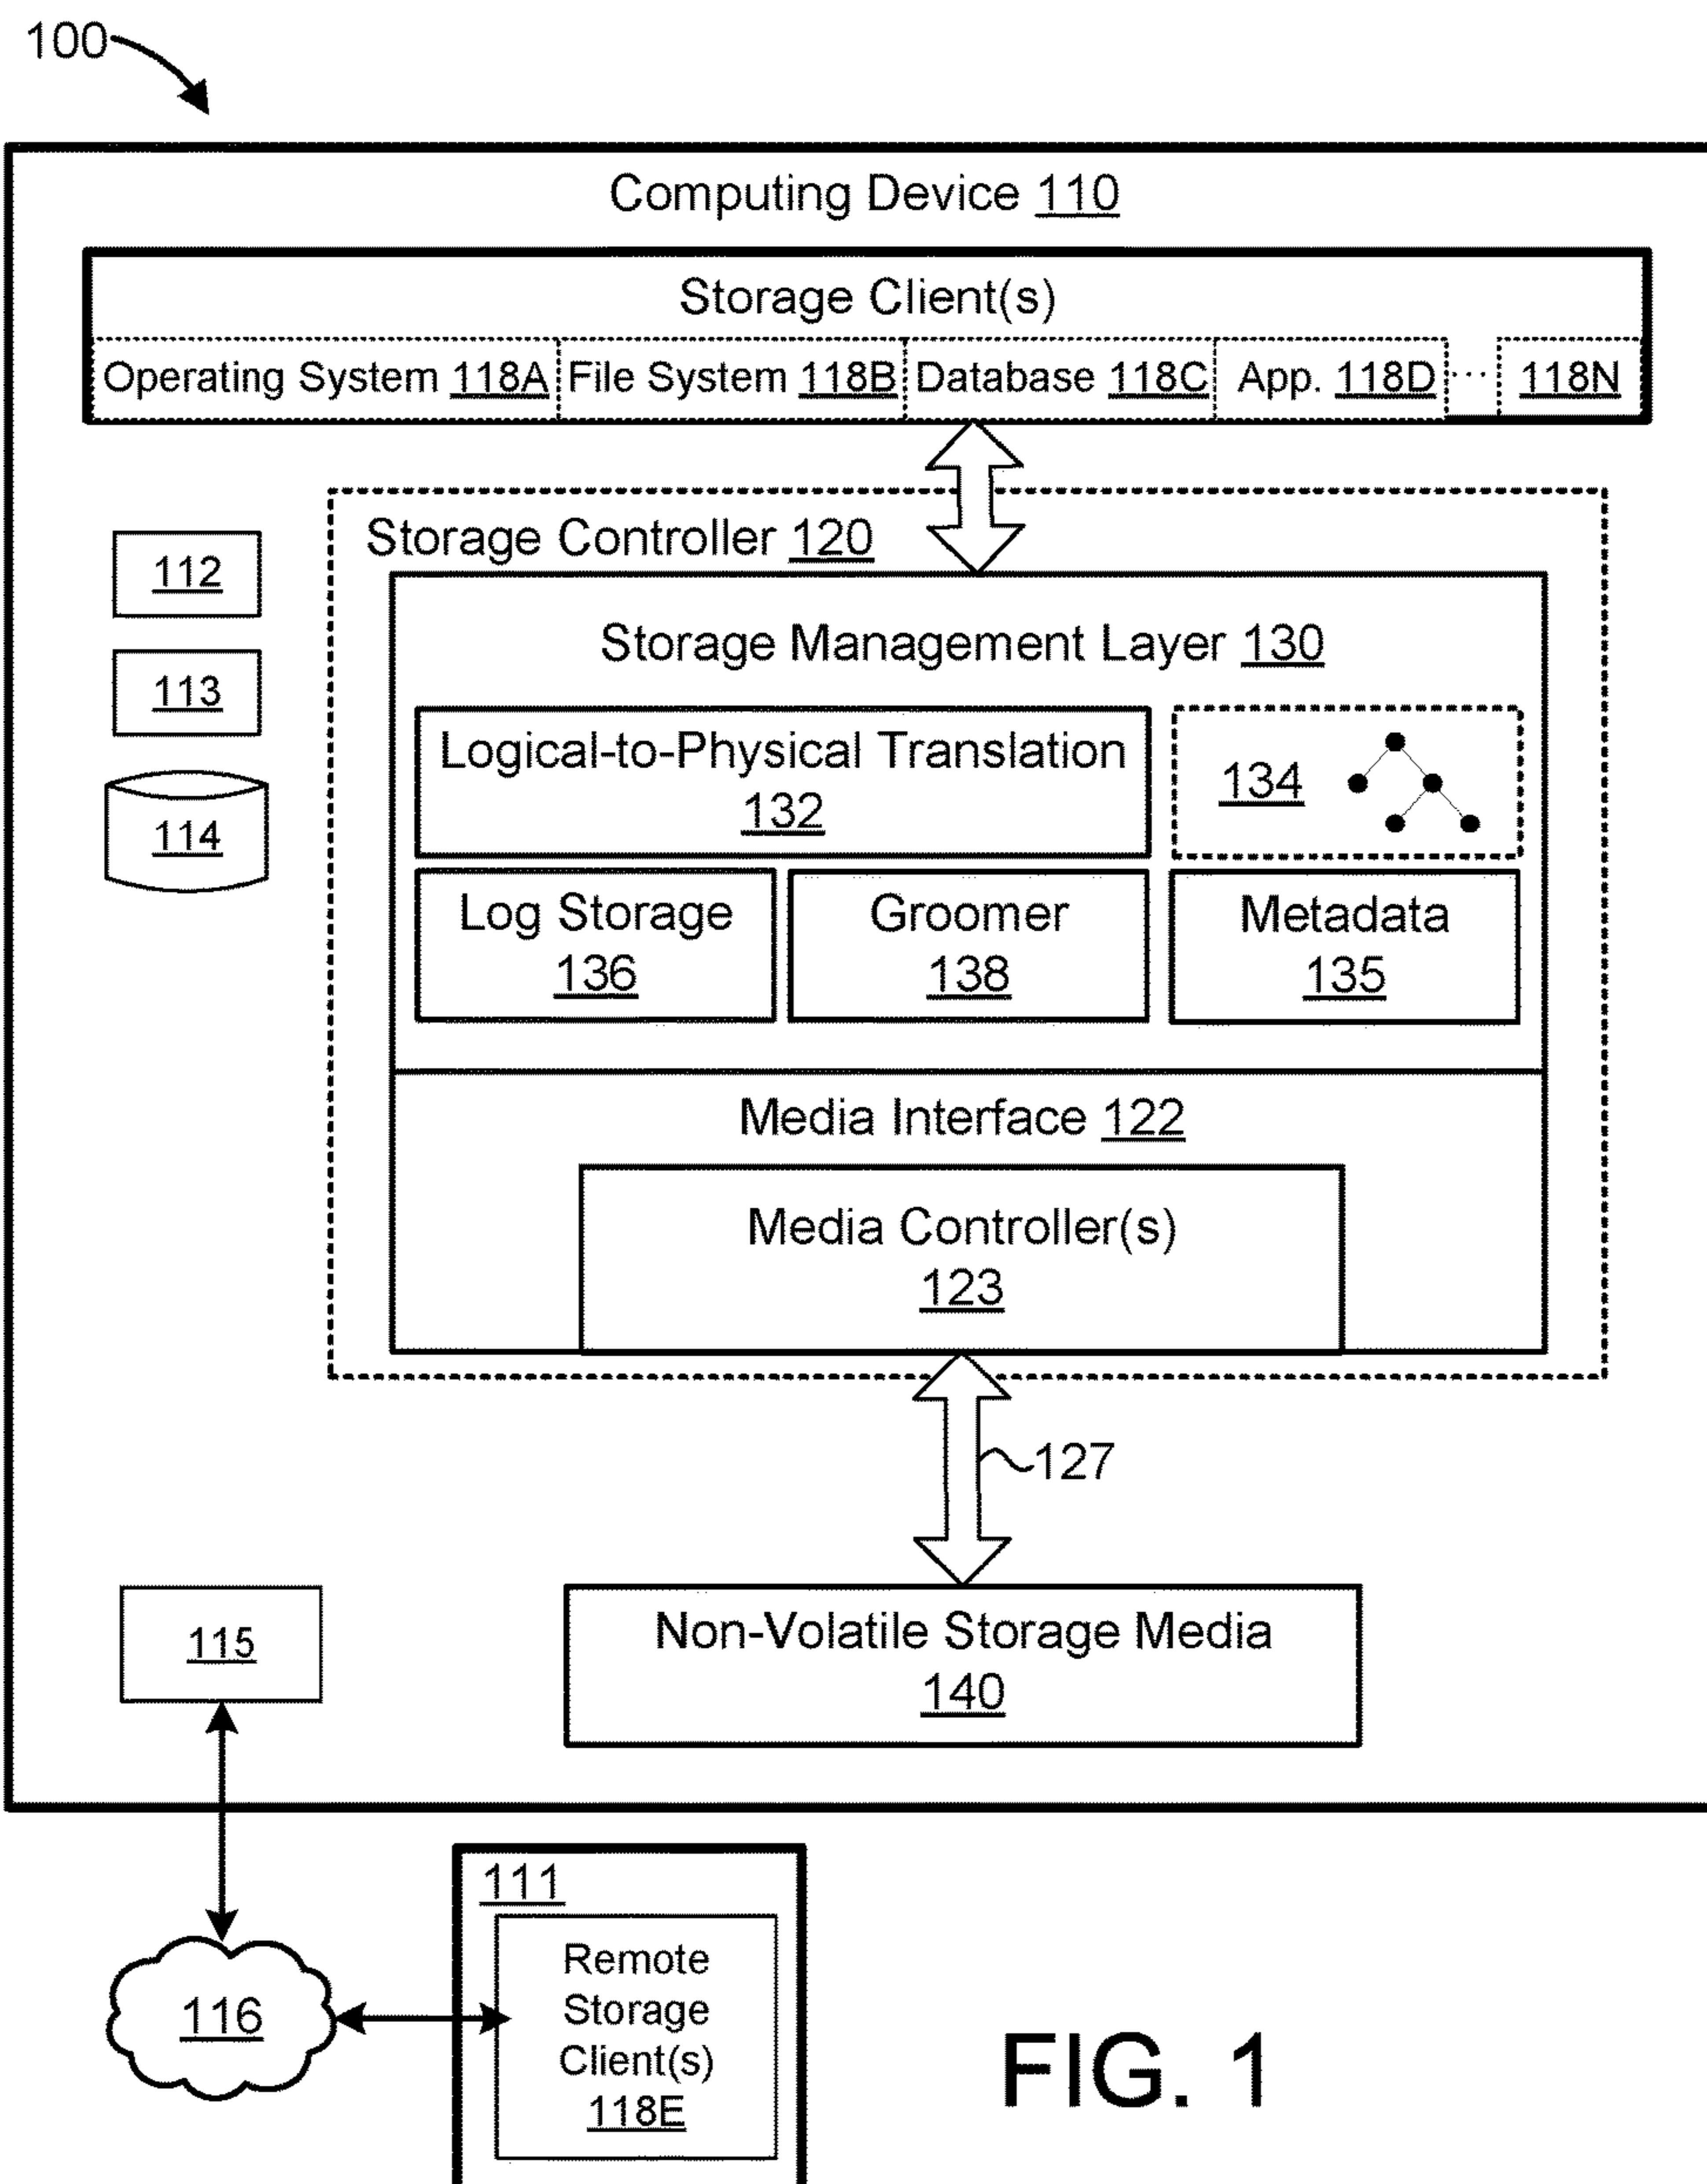 100
Computing Device 110
Storage Client(s)
Operating System 118A File System 118B Database 118C App. 118D ... 118N
Storage Controller 120
112
Storage Management Layer 130
113
Logical-to-Physical Translation
132
134
114
Log Storage
136
Groomer
138
Metadata
135
Media Interface 122
Media Controller(s)
123
127
115
Non-Volatile Storage Media
140
111
Remote
Storage
Client(s)
118E
116
FIG. 1